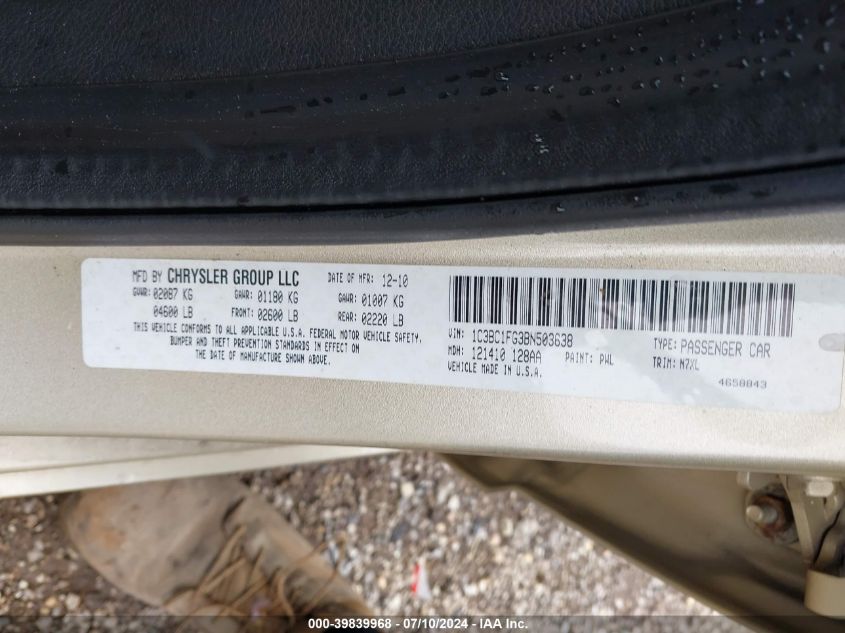 MFD BY CHRYSLER GROUP LLC DATE OF MFR: 12-10
GVWR: 02087 KG GAWR: 01180 KG GAWR: 01007 KG
04600 LB FRONT: 02600 LB REAR: 02220 LB
THIS VEHICLE CONFORMS TO ALL APPLICABLE U.S.A. FEDERAL MOTOR VEHICLE SAFETY,
BUMPER AND THEFT PREVENTION STANDARDS IN EFFECT ON
THE DATE OF MANUFACTURE SHOWN ABOVE.
VIN: 1C3BC1FG3BN503638 TYPE: PASSENGER CAR
MDH: 121410 128AA PAINT: PWL TRIM: N7XL
VEHICLE MADE IN U.S.A. 4658843
000-39839968 - 07/10/2024 - IAA Inc.